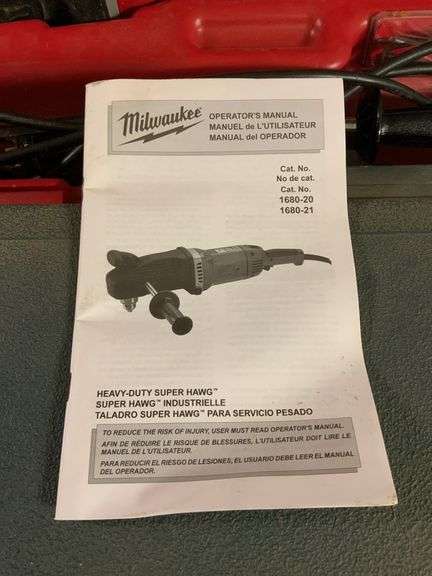 Milwaukee
OPERATOR'S MANUAL
MANUEL de L'UTILISATEUR
MANUAL del OPERADOR
Cat. No.
No de cat.
Cat. No.
1680-20
1680-21
HEAVY-DUTY SUPER HAWG™
SUPER HAWG™ INDUSTRIELLE
TALADRO SUPER HAWG™ PARA SERVICIO PESADO
TO REDUCE THE RISK OF INJURY, USER MUST READ OPERATOR'S MANUAL.
AFIN DE RÉDUIRE LE RISQUE DE BLESSURES, L'UTILISATEUR DOIT LIRE LE
MANUEL DE L'UTILISATEUR.
PARA REDUCIR EL RIESGO DE LESIONES, EL USUARIO DEBE LEER EL MANUAL
DEL OPERADOR.